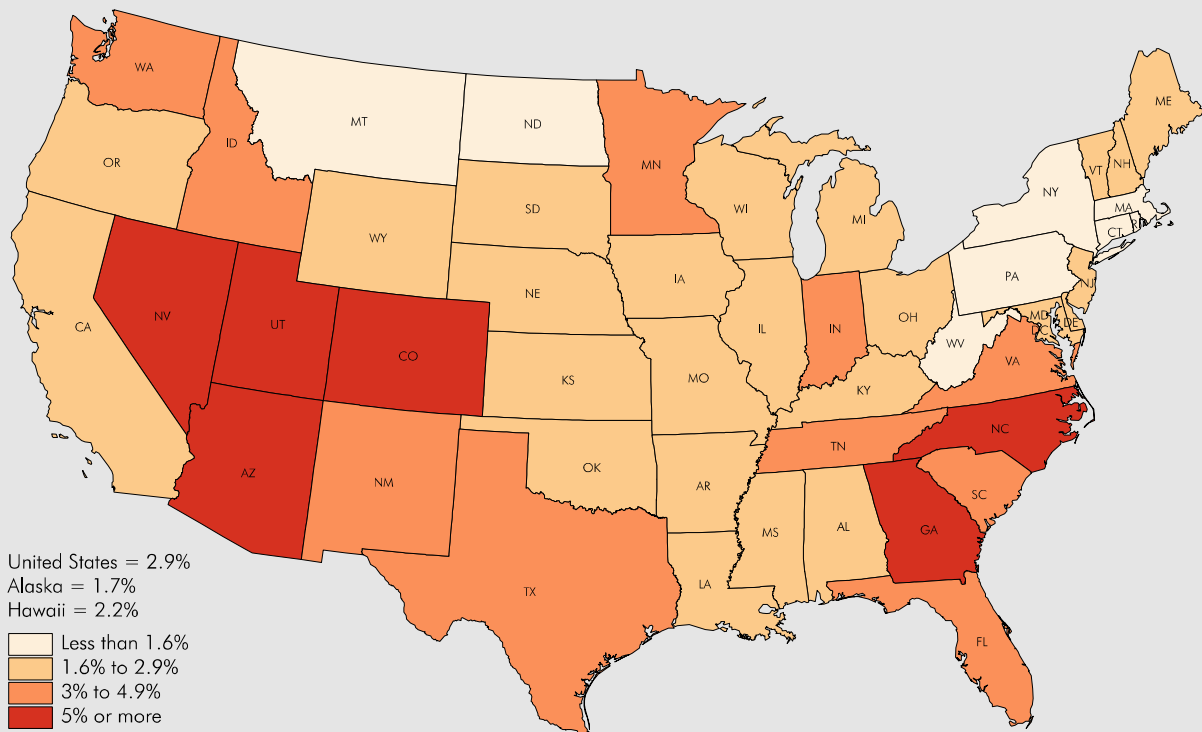 WA
MT
ND
MN
ME
ID
OR
VT
NH
NY
WI
MI
MA
SD
WY
CT
RI
PA
IA
NE
NJ
NV
UT
CA
CO
IL
IN
OH
MD
DE
DC
WV
VA
KS
MO
KY
NC
TN
AZ
NM
OK
AR
SC
MS
AL
GA
TX
LA
FL
United States = 2.9%
Alaska = 1.7%
Hawaii = 2.2%
Less than 1.6%
1.6% to 2.9%
3% to 4.9%
5% or more